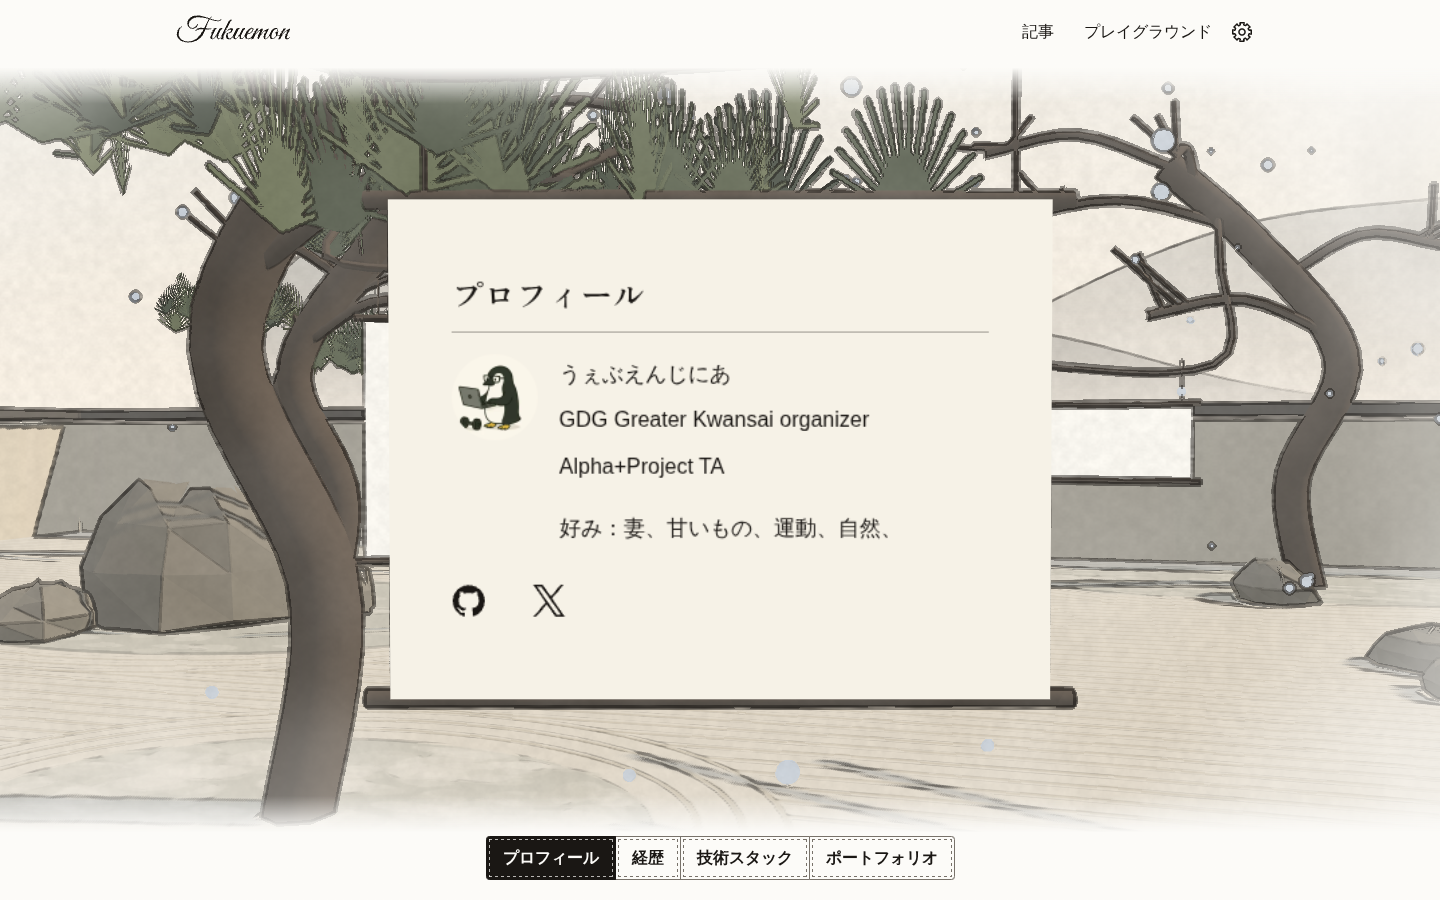 Fukuemon
記事
プレイグラウンド
プロフィール
うぇぶえんじにあ
GDG Greater Kwansai organizer
Alpha+Project TA
好み：妻、甘いもの、運動、自然、
プロフィール
経歴
技術スタック
ポートフォリオ